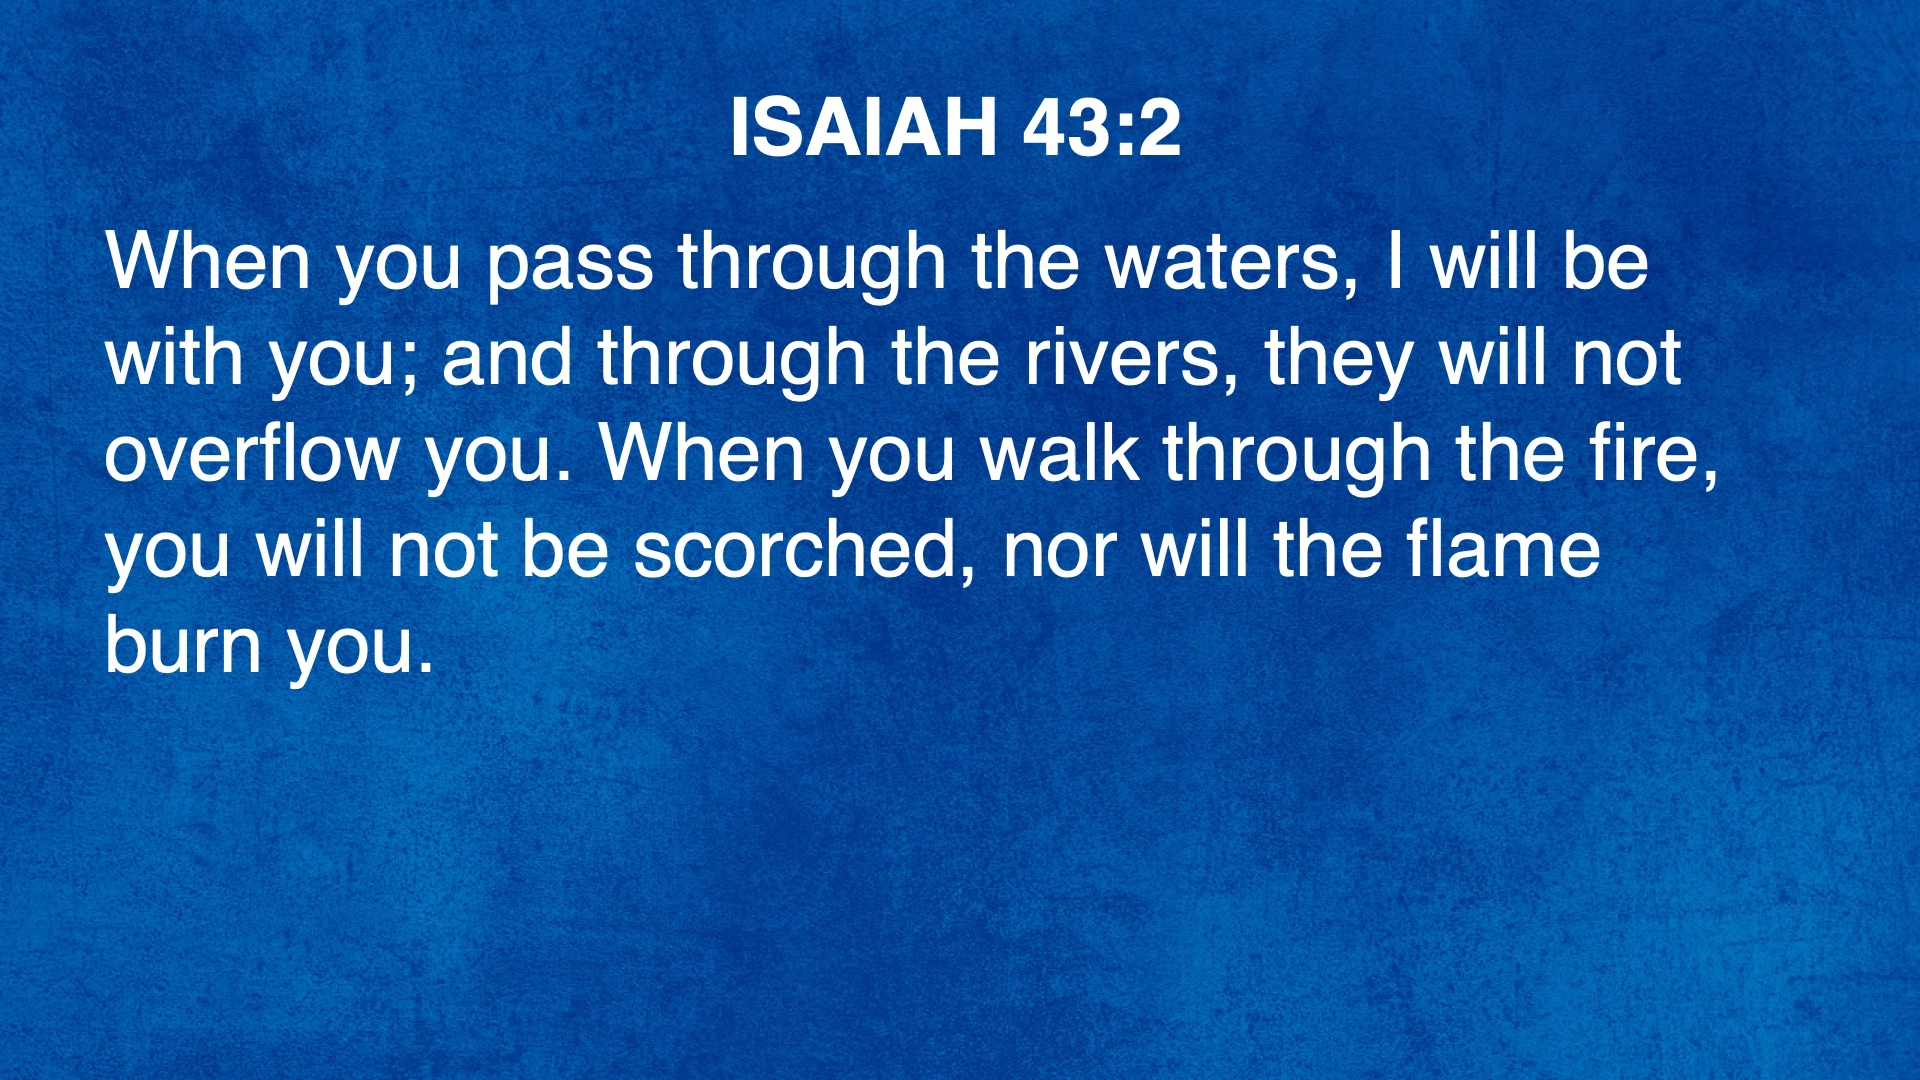 ISAIAH 43:2
When you pass through the waters, I will be
with you; and through the rivers, they will not
overflow you. When you walk through the fire,
you will not be scorched, nor will the flame
burn you.